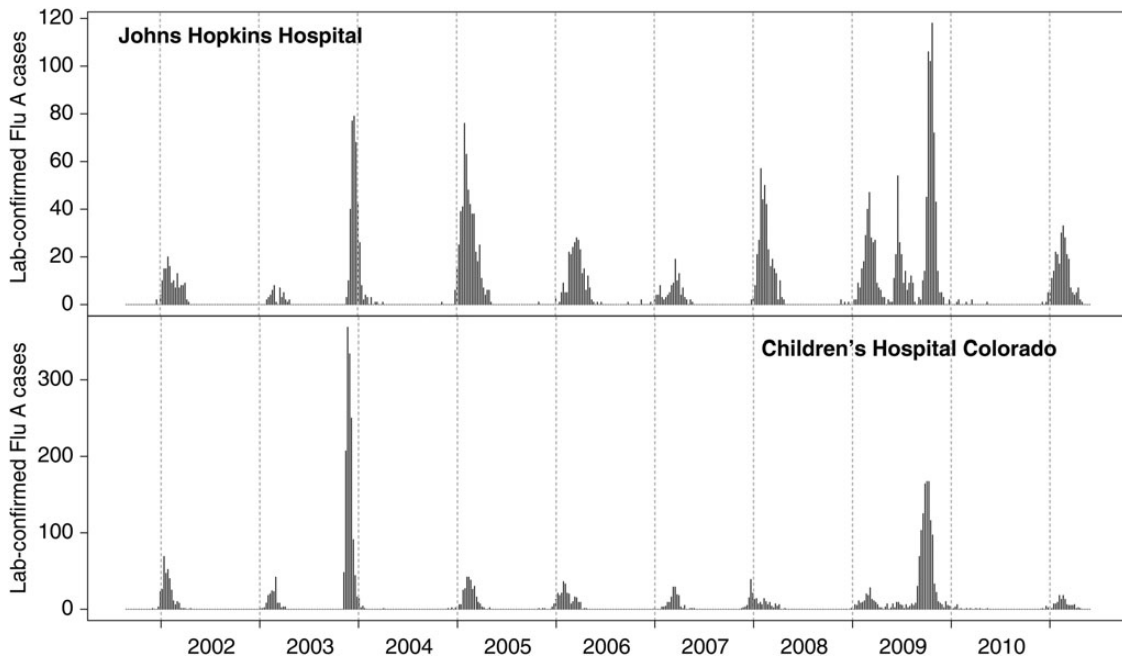 Johns Hopkins Hospital
Lab-confirmed Flu A cases
120
100
80
60
40
20
0
Children's Hospital Colorado
Lab-confirmed Flu A cases
300
200
100
0
2002 2003 2004 2005 2006 2007 2008 2009 2010